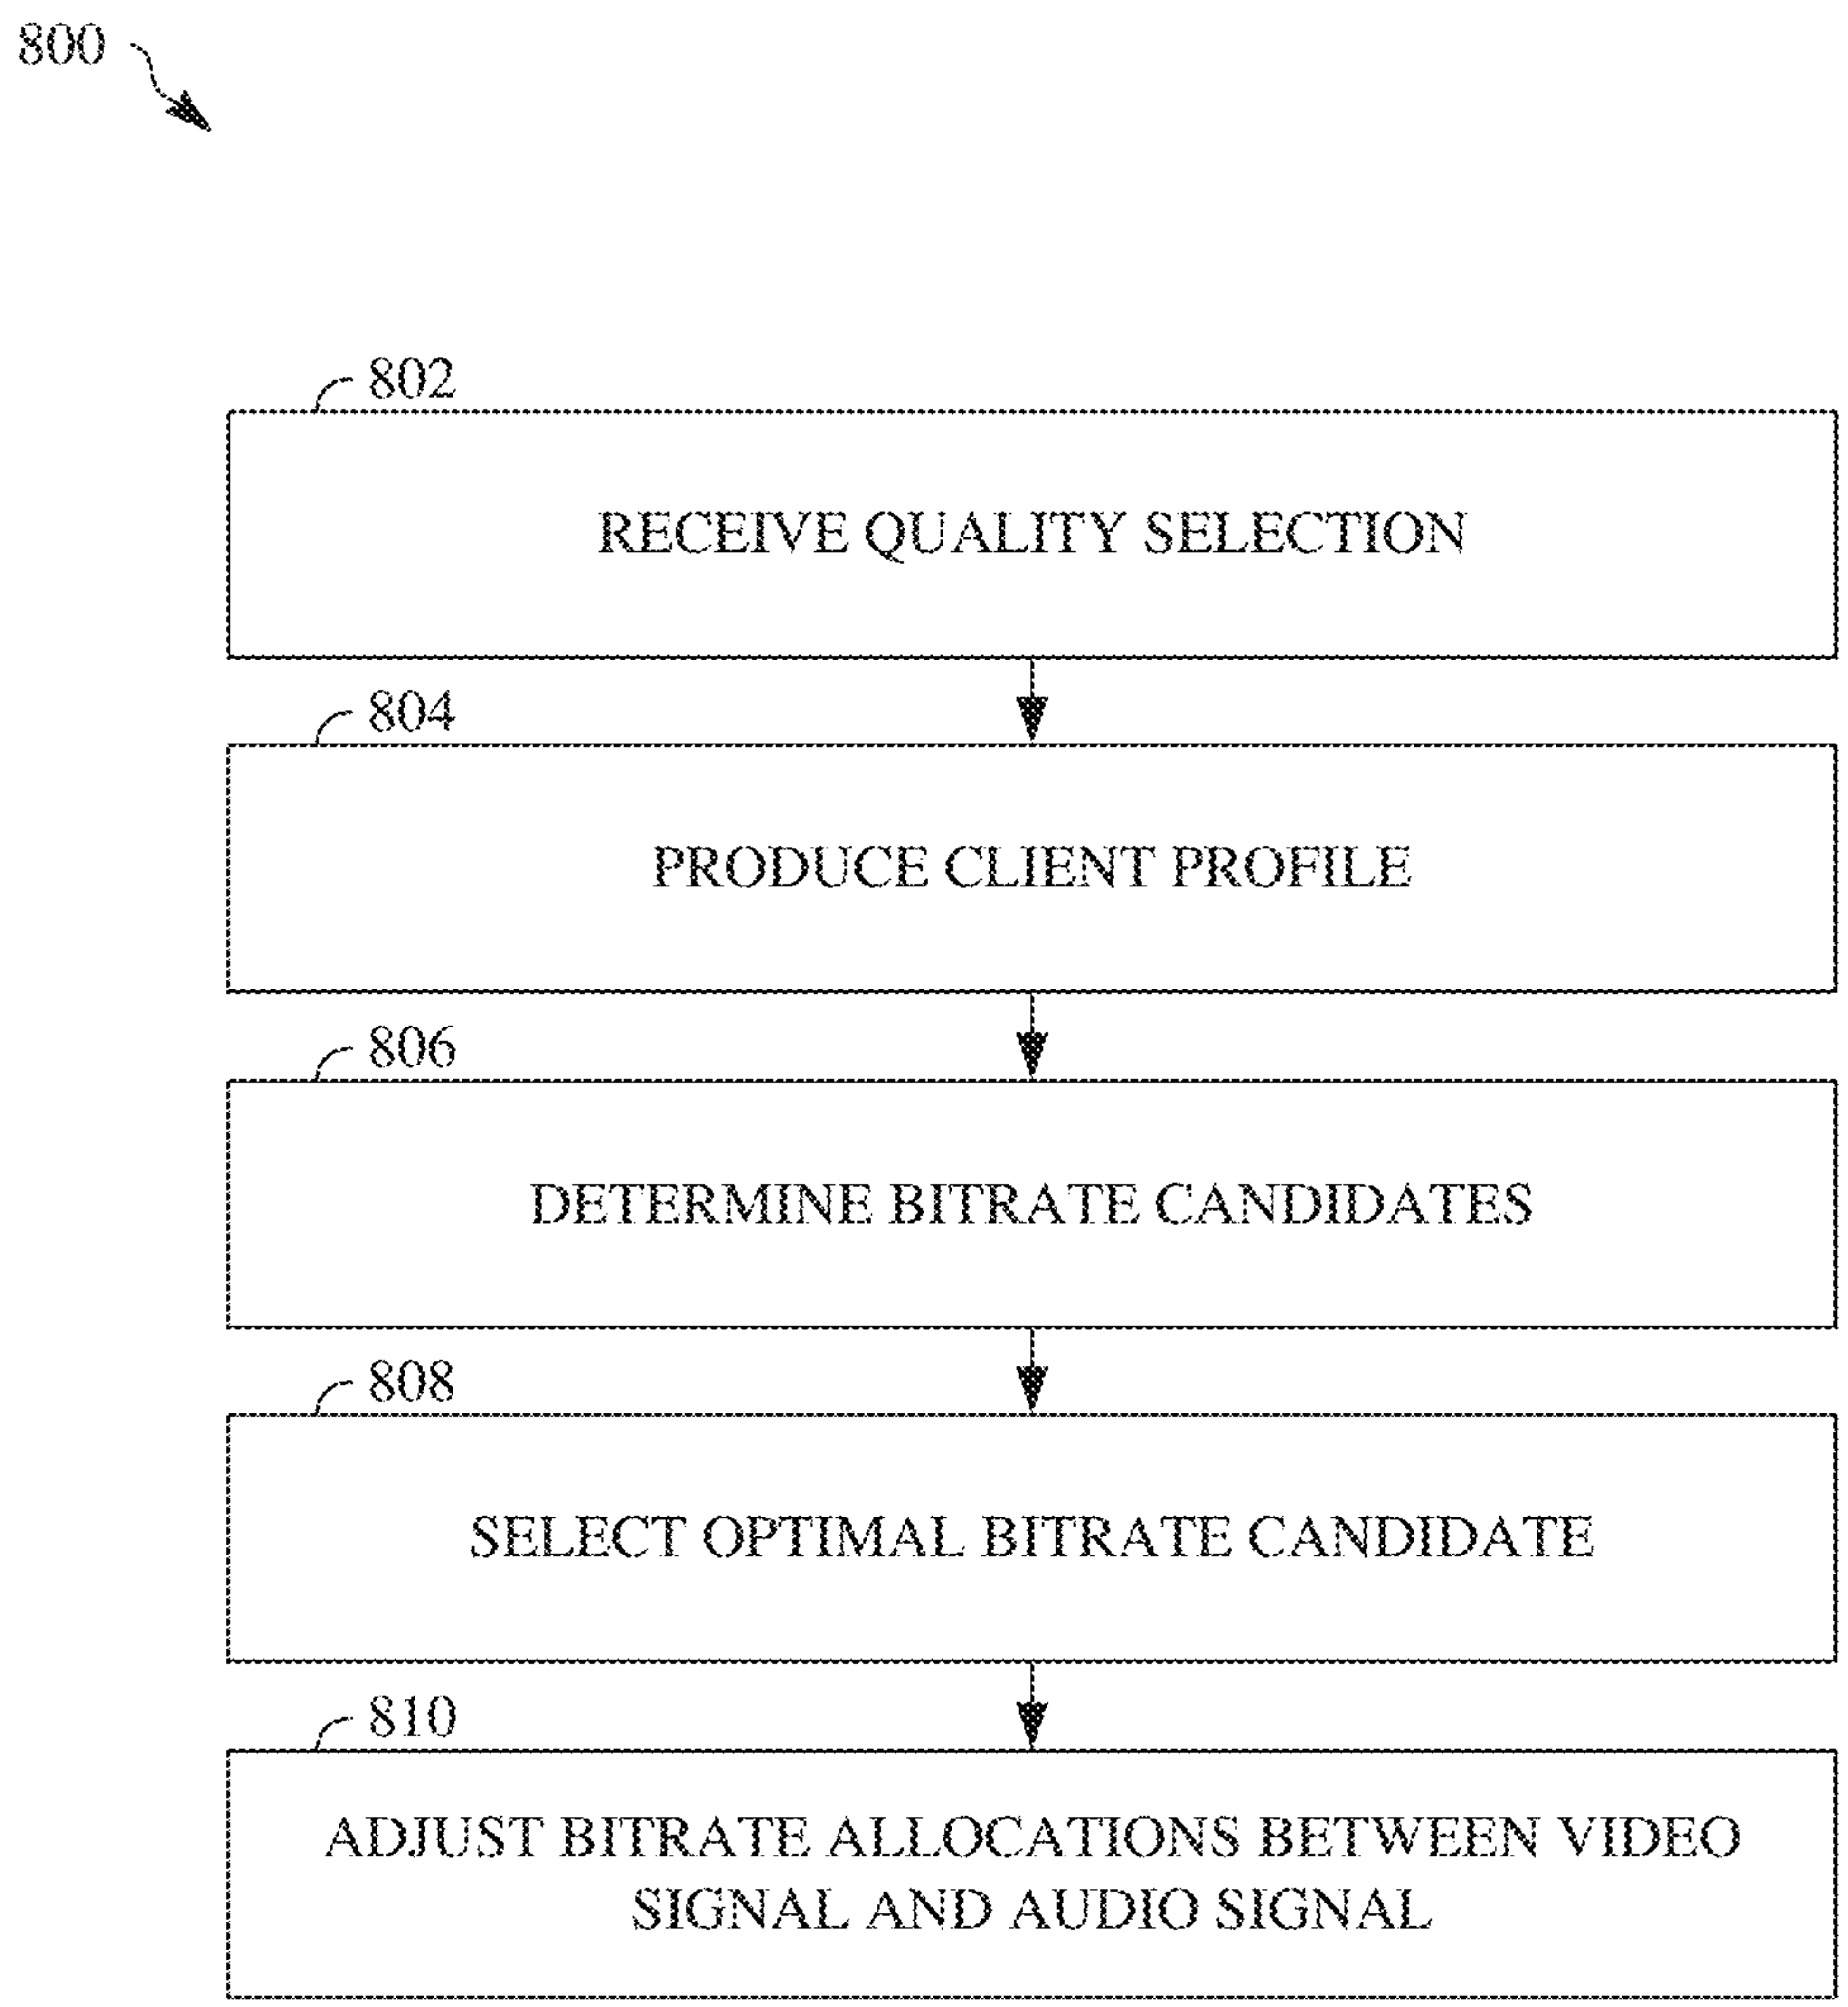 800
802
RECEIVE QUALITY SELECTION
804
PRODUCE CLIENT PROFILE
806
DETERMINE BITRATE CANDIDATES
808
SELECT OPTIMAL BITRATE CANDIDATE
810
ADJUST BITRATE ALLOCATIONS BETWEEN VIDEO
SIGNAL AND AUDIO SIGNAL